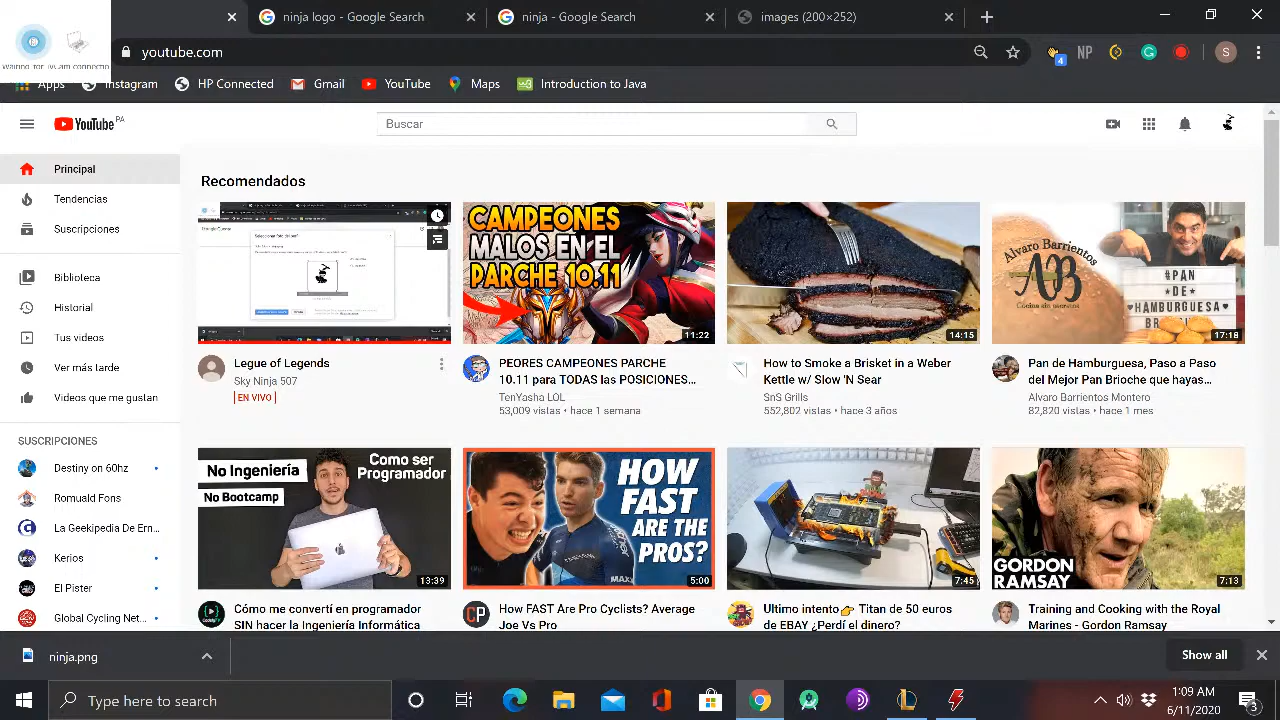 ninja logo - Google Search
ninja - Google Search
images (200×252)
youtube.com
NP
4
S
Apps
Instagram
HP Connected
Gmail
YouTube
Maps
Introduction to Java
YouTube PA
Buscar
Principal
Tendencias
Suscripciones
Biblioteca
Historial
Tus videos
Ver más tarde
Videos que me gustan
SUSCRIPCIONES
Destiny on 60hz
Romuald Fons
La Geekipedia De Ern...
Kerios
El Pister
Global Cycling Net...
Recomendados
Legue of Legends
Sky Ninja 507
EN VIVO
CAMPEONES
MALOS EN EL
PARCHE 10.11
11:22
PEORES CAMPEONES PARCHE
10.11 para TODAS las POSICIONES...
TenYasha LOL
53,009 vistas • hace 1 semana
14:15
How to Smoke a Brisket in a Weber
Kettle w/ Slow 'N Sear
SnS Grills
552,802 vistas • hace 3 años
Alvaro Barrientos
AB
#PAN
DE
HAMBURGUESA
17:18
Pan de Hamburguesa, Paso a Paso
del Mejor Pan Brioche que hayas...
Alvaro Barrientos Montero
82,820 vistas • hace 1 mes
No Ingeniería
No Bootcamp
Como ser
Programador
13:39
Cómo me convertí en programador
SIN hacer la Ingeniería Informática
HOW
FAST
ARE THE
PROS?
5:00
CP
How FAST Are Pro Cyclists? Average
Joe Vs Pro
7:45
Ultimo intento👉 Titan de 50 euros
de EBAY ¿Perdí el dinero?
GORDON
RAMSAY
7:13
Training and Cooking with the Royal
Marines - Gordon Ramsay
ninja.png
Show all
Type here to search
1:09 AM
6/11/2020
3